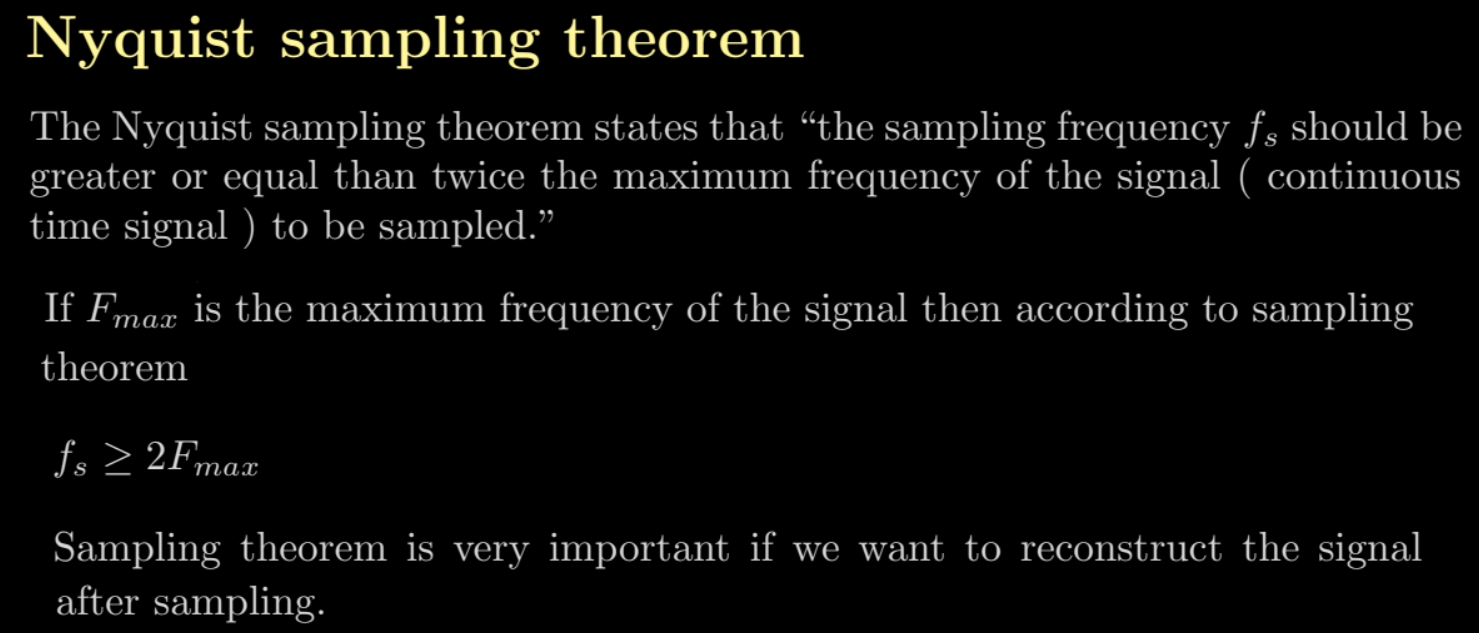 Nyquist sampling theorem
The Nyquist sampling theorem states that “the sampling frequency fₛ should be
greater or equal than twice the maximum frequency of the signal ( continuous
time signal ) to be sampled.”
If F_max is the maximum frequency of the signal then according to sampling
theorem
fₛ ≥ 2F_max
Sampling theorem is very important if we want to reconstruct the signal
after sampling.